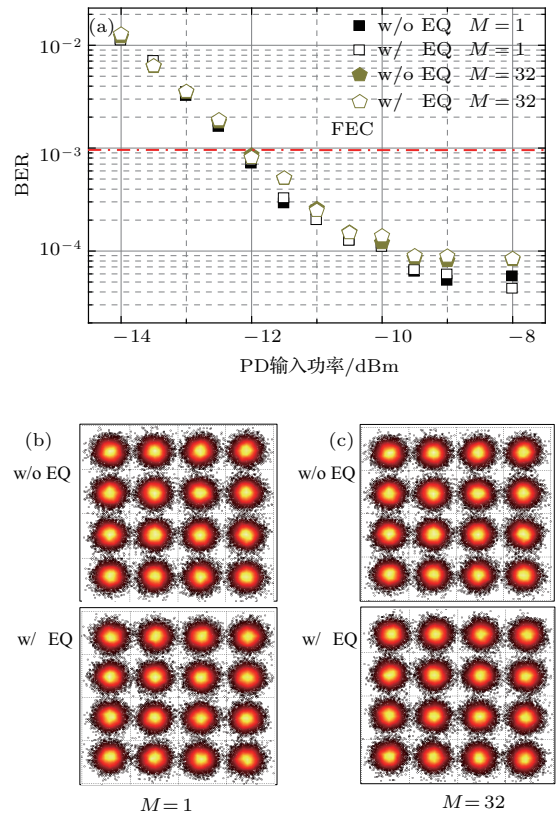 (a)
w/o EQ M = 1
w/ EQ M = 1
w/o EQ M = 32
w/ EQ M = 32
FEC
10⁻²
10⁻³
10⁻⁴
BER
−14 −12 −10 −8
PD输入功率/dBm
(b) (c)
w/o EQ w/o EQ
w/ EQ w/ EQ
M = 1 M = 32